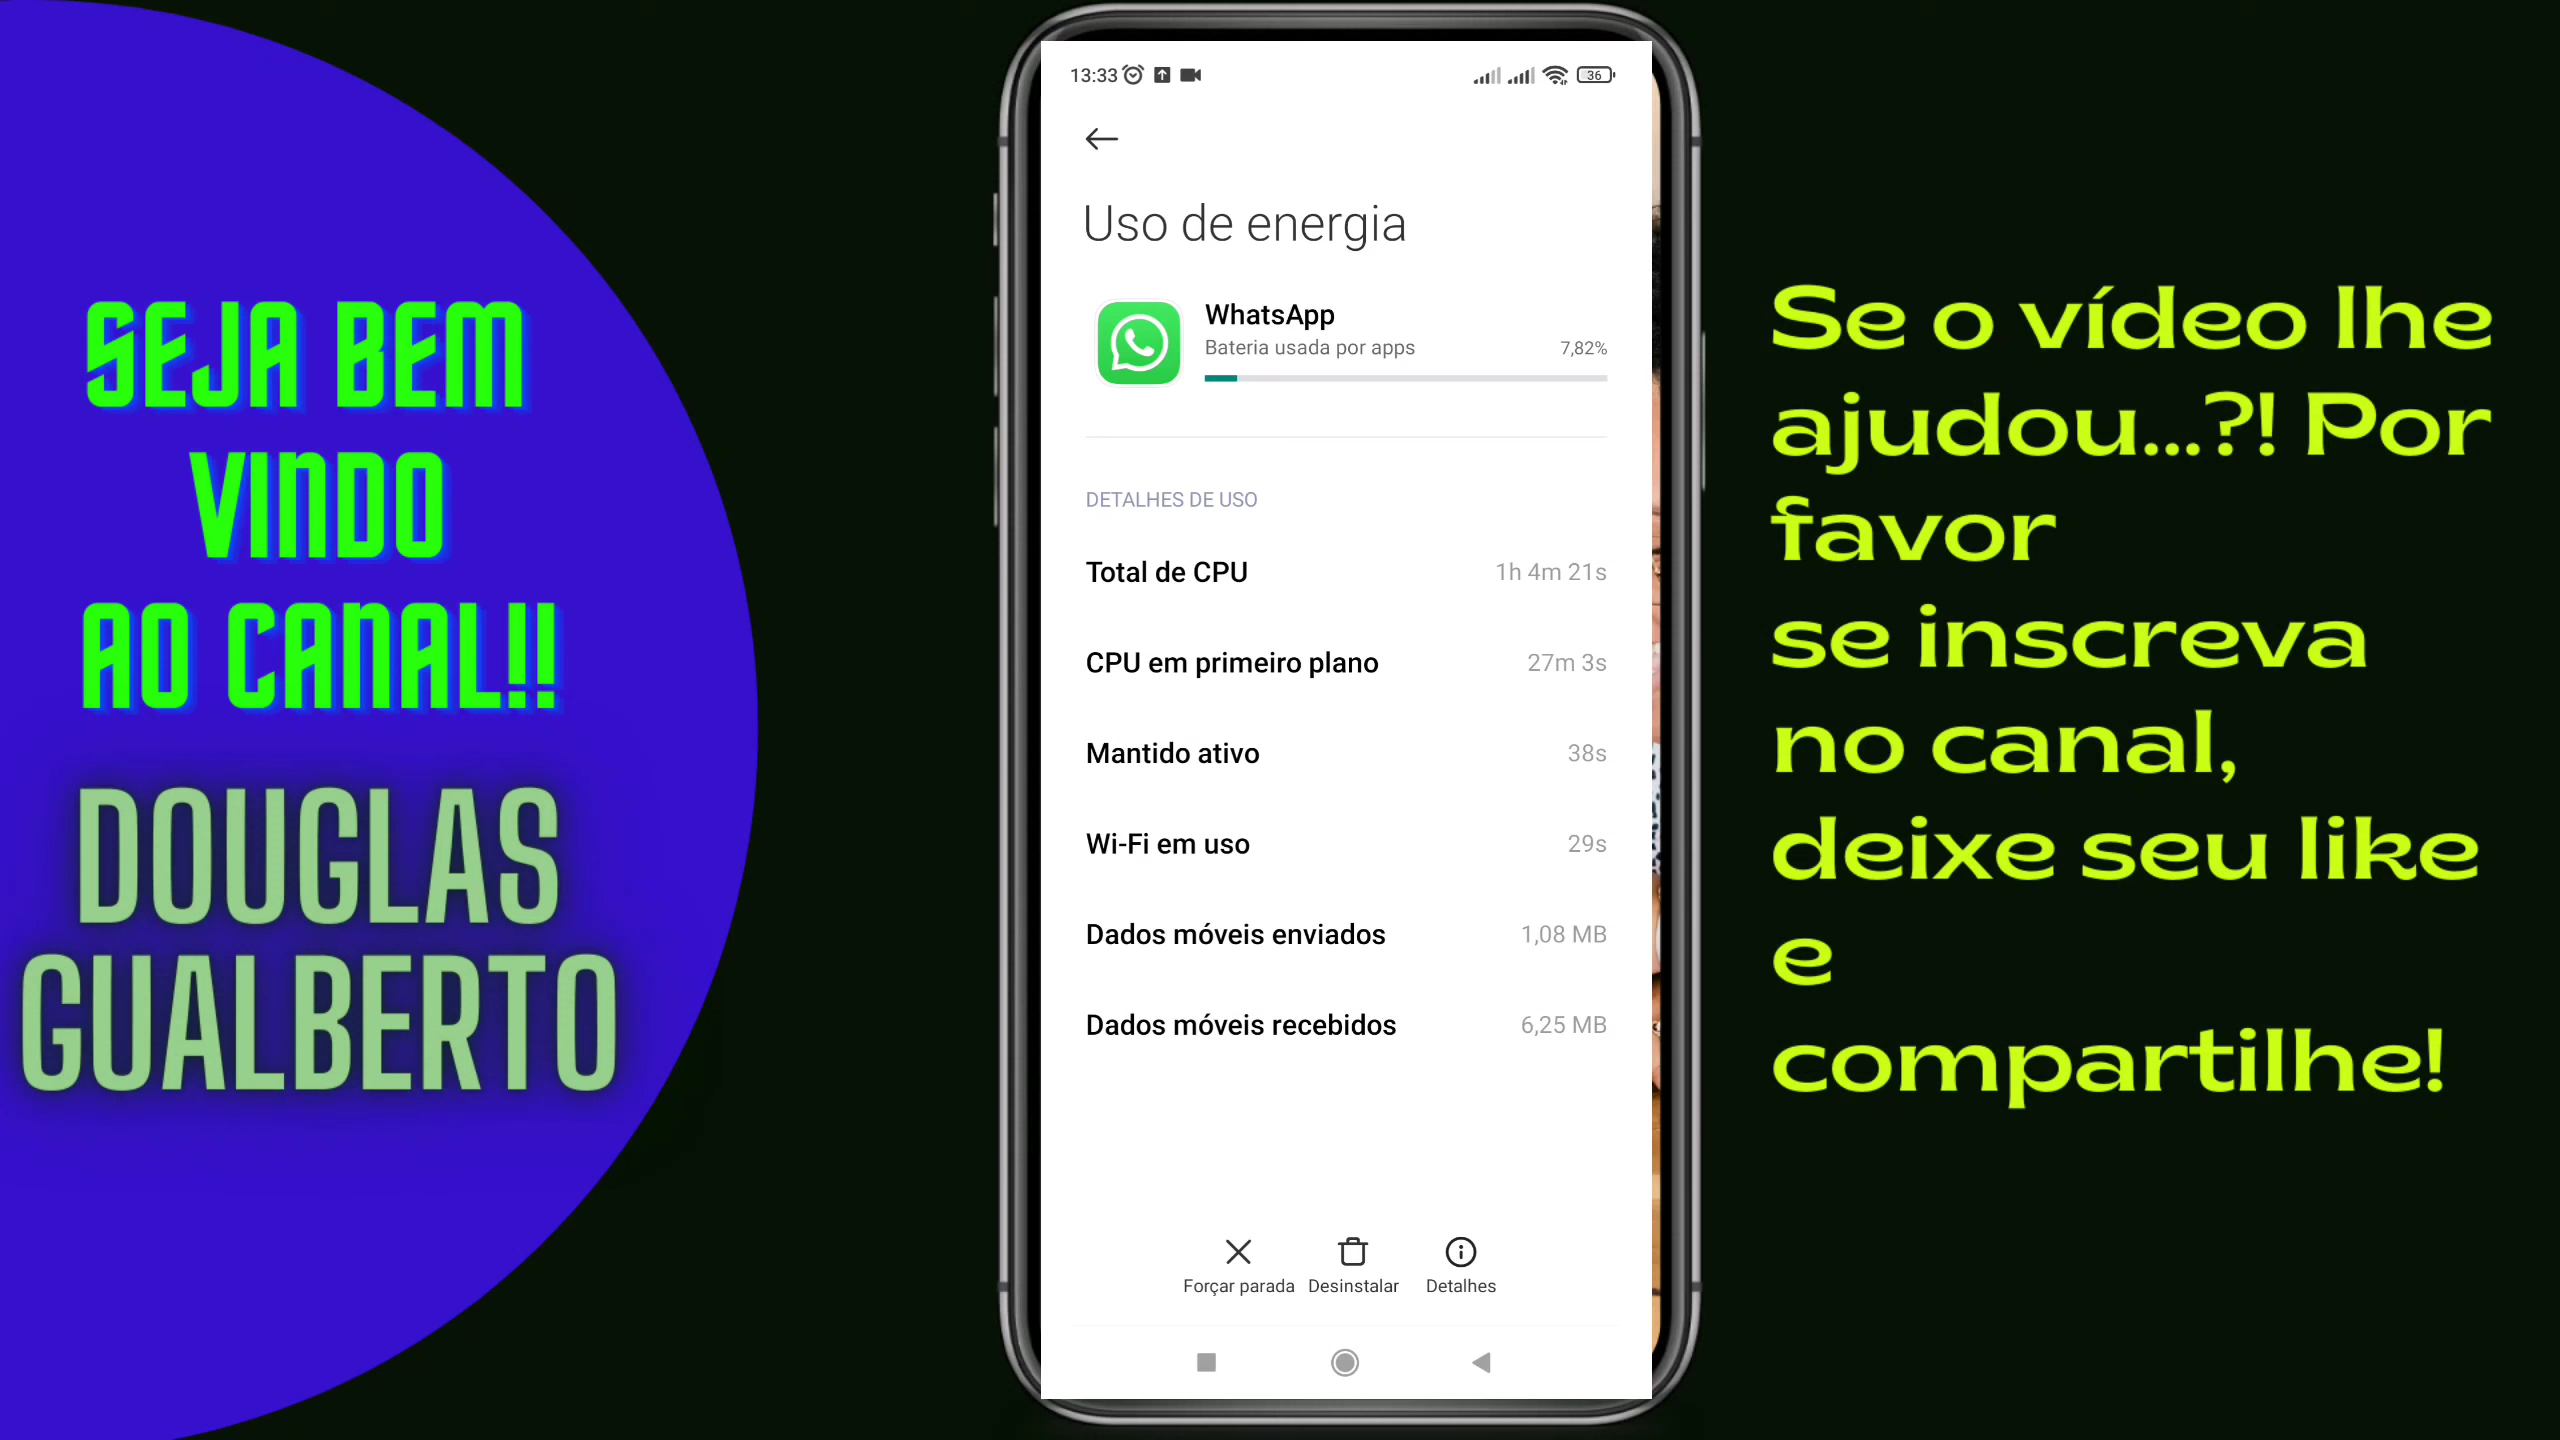 SEJA BEM
VINDO
AO CANAL!!
DOUGLAS
GUALBERTO
13:33
36
Uso de energia
WhatsApp
Bateria usada por apps 7,82%
DETALHES DE USO
Total de CPU 1h 4m 21s
CPU em primeiro plano 27m 3s
Mantido ativo 38s
Wi-Fi em uso 29s
Dados móveis enviados 1,08 MB
Dados móveis recebidos 6,25 MB
Forçar parada Desinstalar Detalhes
Se o vídeo lhe
ajudou...?! Por
favor
se inscreva
no canal,
deixe seu like
e
compartilhe!